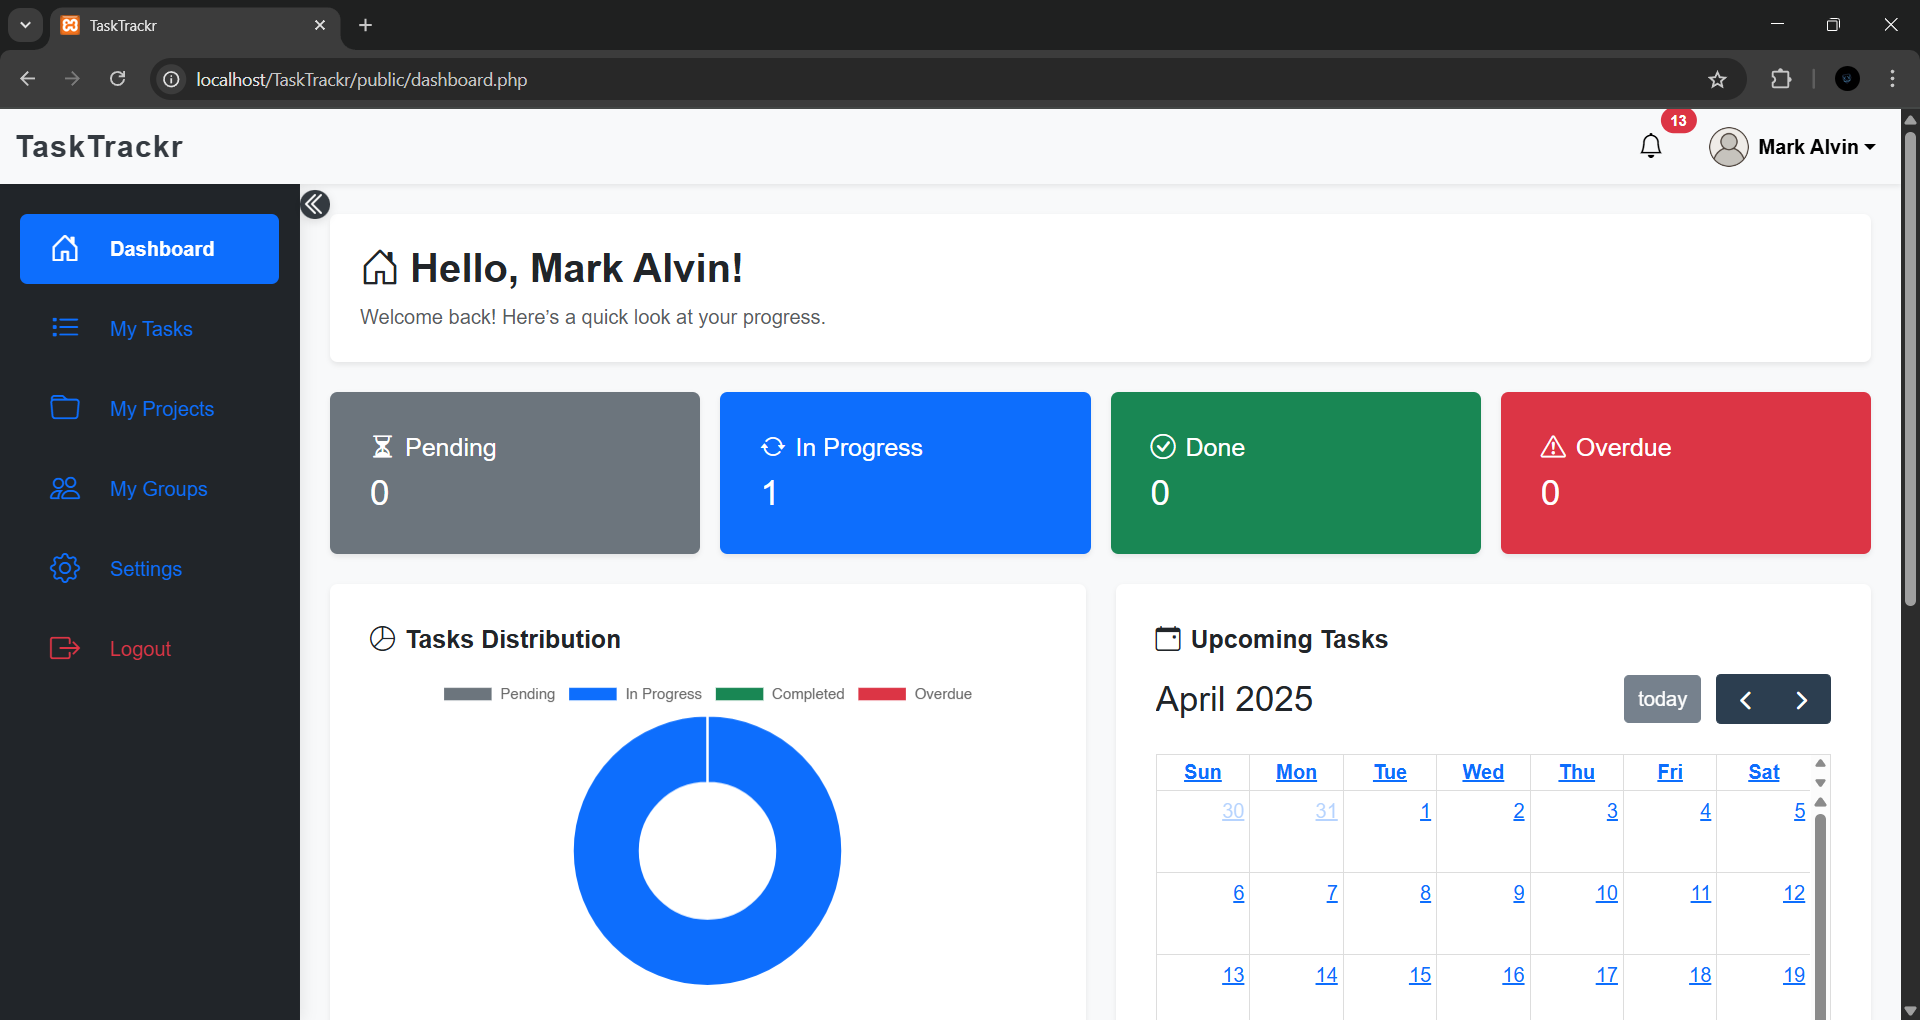 TaskTrackr
localhost/TaskTrackr/public/dashboard.php
TaskTrackr
13
Mark Alvin
Dashboard
My Tasks
My Projects
My Groups
Settings
Logout
Hello, Mark Alvin!
Welcome back! Here’s a quick look at your progress.
Pending
0
In Progress
1
Done
0
Overdue
0
Tasks Distribution
Pending In Progress Completed Overdue
Upcoming Tasks
April 2025
today
Sun Mon Tue Wed Thu Fri Sat
30 31 1 2 3 4 5
6 7 8 9 10 11 12
13 14 15 16 17 18 19